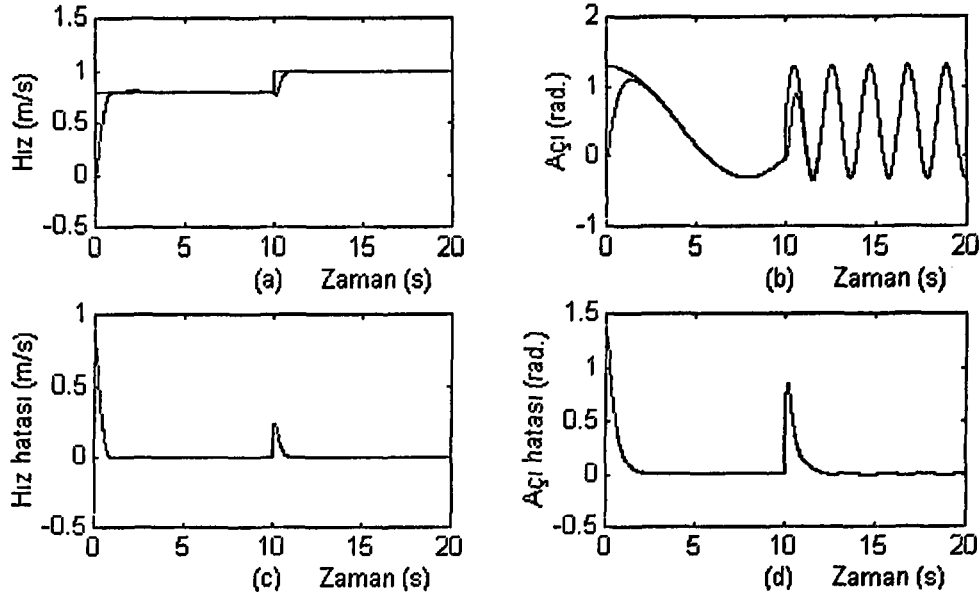 1.5
1
0.5
0
-0.5
Hız (m/s)
0 5 10 15 20
(a) Zaman (s)
2
1
0
-1
Açı (rad.)
0 5 10 15 20
(b) Zaman (s)
1
0.5
0
-0.5
Hız hatası (m/s)
0 5 10 15 20
(c) Zaman (s)
1.5
1
0.5
0
-0.5
Açı hatası (rad.)
0 5 10 15 20
(d) Zaman (s)